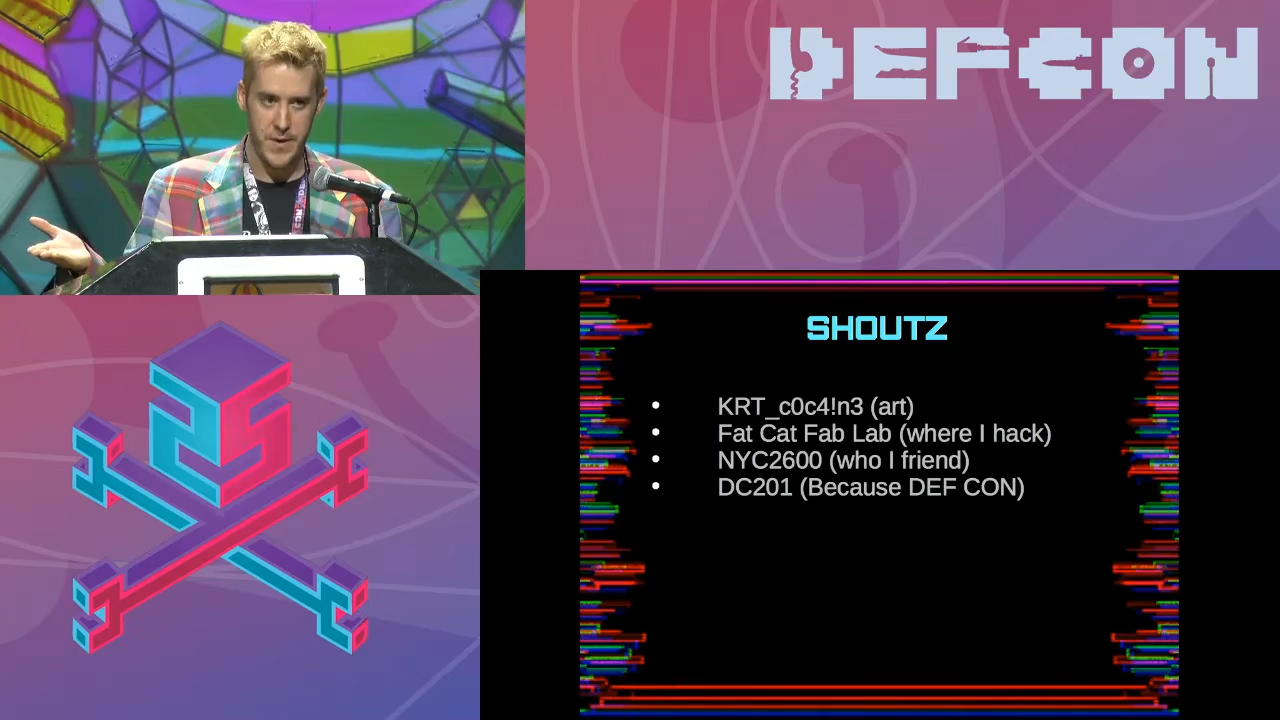 DEFCON
SHOUTZ
• KRT_c0c4!n3 (art)
• Fat Cat Fab Lab (where I hack)
• NYC2600 (who I friend)
• DC201 (Because DEF CON)